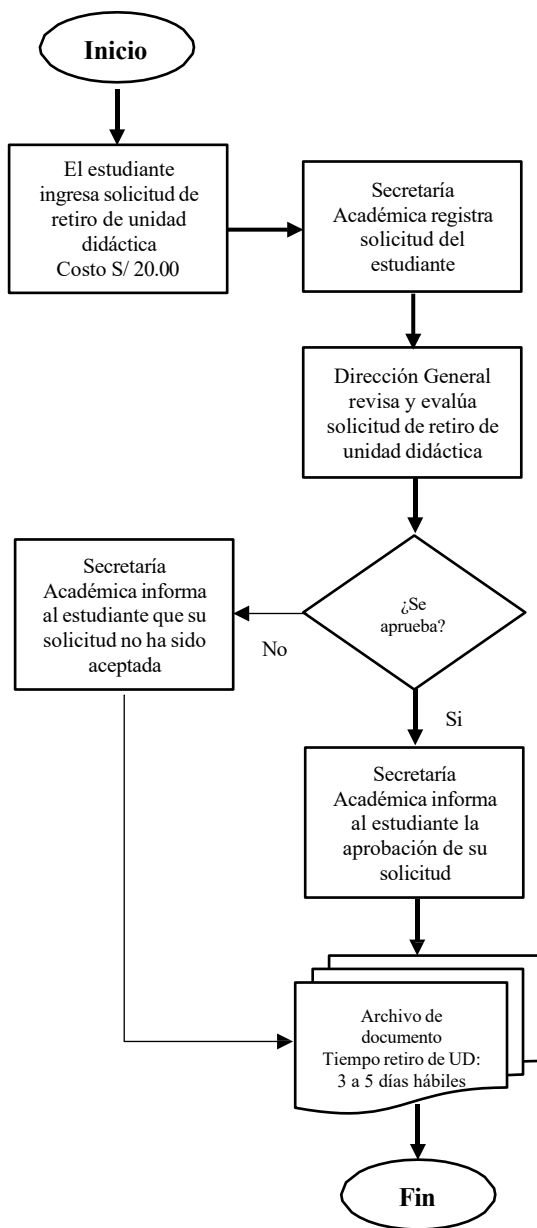 Inicio
El estudiante
ingresa solicitud de
retiro de unidad
didáctica
Costo S/ 20.00
Secretaría
Académica registra
solicitud del
estudiante
Dirección General
revisa y evalúa
solicitud de retiro de
unidad didáctica
¿Se
aprueba?
No
Secretaría
Académica informa
al estudiante que su
solicitud no ha sido
aceptada
Si
Secretaría
Académica informa
al estudiante la
aprobación de su
solicitud
Archivo de
documento
Tiempo retiro de UD:
3 a 5 días hábiles
Fin